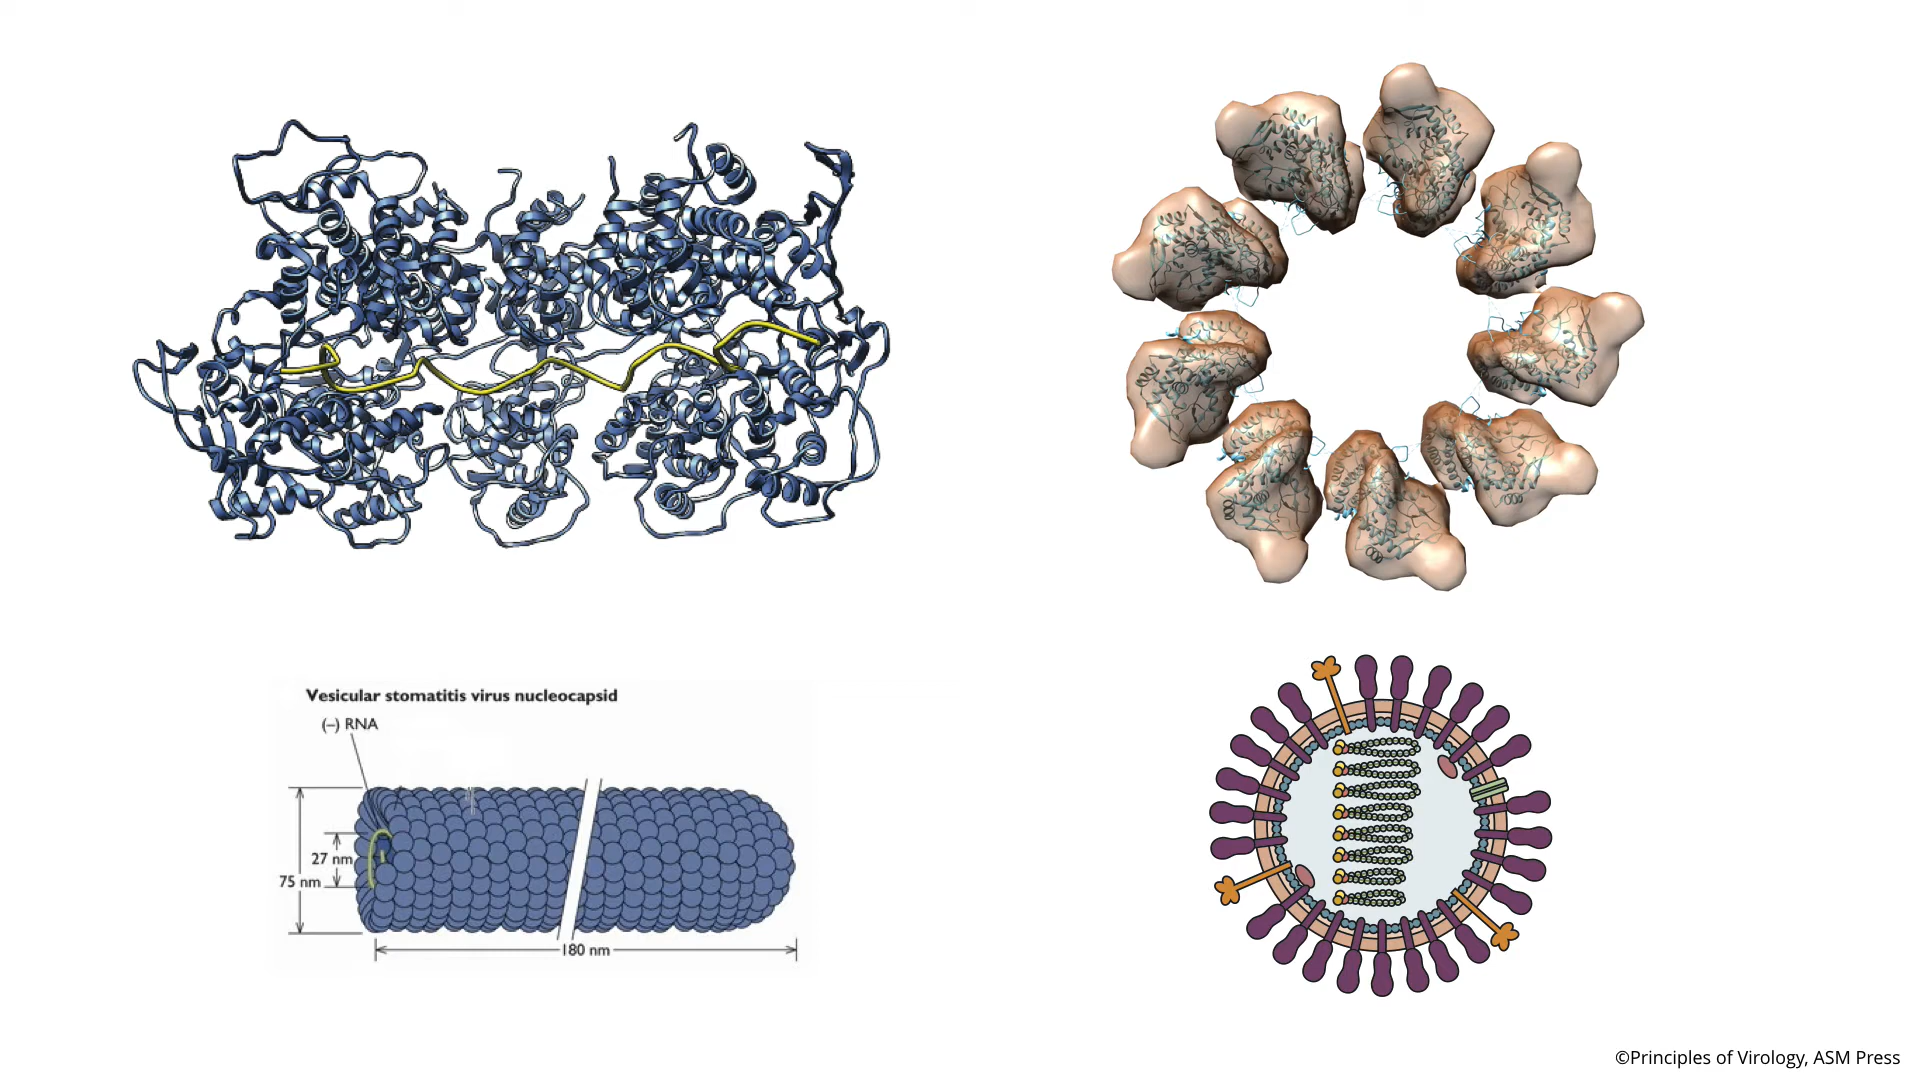 Vesicular stomatitis virus nucleocapsid
(–) RNA
27 nm
75 nm
180 nm
©Principles of Virology, ASM Press